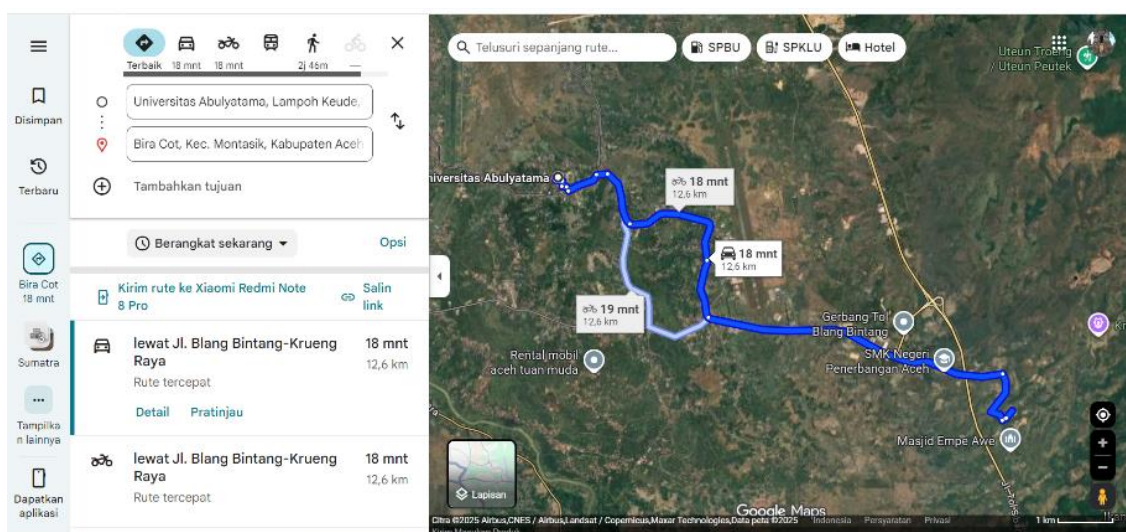 Terbaik
18 mnt
18 mnt
2j 46m
—
Disimpan
Terbaru
Bira Cot
18 mnt
Sumatra
Tampilka
n lainnya
Dapatkan
aplikasi
Universitas Abulyatama, Lampoh Keude,
Bira Cot, Kec. Montasik, Kabupaten Aceh
Tambahkan tujuan
Berangkat sekarang
Opsi
Kirim rute ke Xiaomi Redmi Note
8 Pro
Salin
link
lewat Jl. Blang Bintang-Krueng
Raya
18 mnt
12,6 km
Rute tercepat
Detail
Pratinjau
lewat Jl. Blang Bintang-Krueng
Raya
18 mnt
12,6 km
Rute tercepat
Telusuri sepanjang rute...
SPBU
SPKLU
Hotel
Uteun Troeng
/ Uteun Peutek
niversitas Abulyatama
18 mnt
12,6 km
18 mnt
12,6 km
19 mnt
12,6 km
Gerbang Tol
Blang Bintang
SMK Negeri
Penerbangan Aceh
Rental mobil
aceh tuan muda
Masjid Empe Awe
Lapisan
Google Maps
Citra ©2025 Airbus,CNES / Airbus,Landsat / Copernicus,Maxar Technologies,Data peta ©2025
Indonesia
Persyaratan
Privasi
1 km